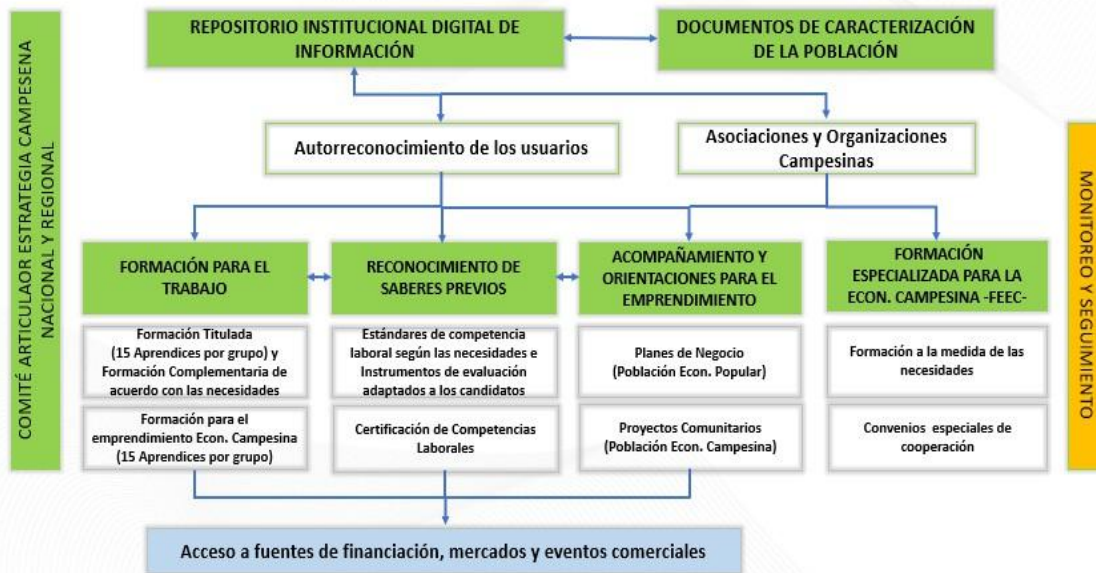 COMITÉ ARTICULAOR ESTRATEGIA CAMPESENA
NACIONAL Y REGIONAL
REPOSITORIO INSTITUCIONAL DIGITAL DE
INFORMACIÓN
DOCUMENTOS DE CARACTERIZACIÓN
DE LA POBLACIÓN
Autorreconocimiento de los usuarios
Asociaciones y Organizaciones
Campesinas
FORMACIÓN PARA EL
TRABAJO
RECONOCIMIENTO DE
SABERES PREVIOS
ACOMPAÑAMIENTO Y
ORIENTACIONES PARA EL
EMPRENDIMIENTO
FORMACIÓN
ESPECIALIZADA PARA LA
ECON. CAMPESINA -FEEC-
Formación Titulada
(15 Aprendices por grupo) y
Formación Complementaria de
acuerdo con las necesidades
Estándares de competencia
laboral según las necesidades e
Instrumentos de evaluación
adaptados a los candidatos
Planes de Negocio
(Población Econ. Popular)
Formación a la medida de las
necesidades
Formación para el
emprendimiento Econ. Campesina
(15 Aprendices por grupo)
Certificación de Competencias
Laborales
Proyectos Comunitarios
(Población Econ. Campesina)
Convenios especiales de
cooperación
Acceso a fuentes de financiación, mercados y eventos comerciales
MONITOREO Y SEGUIMIENTO